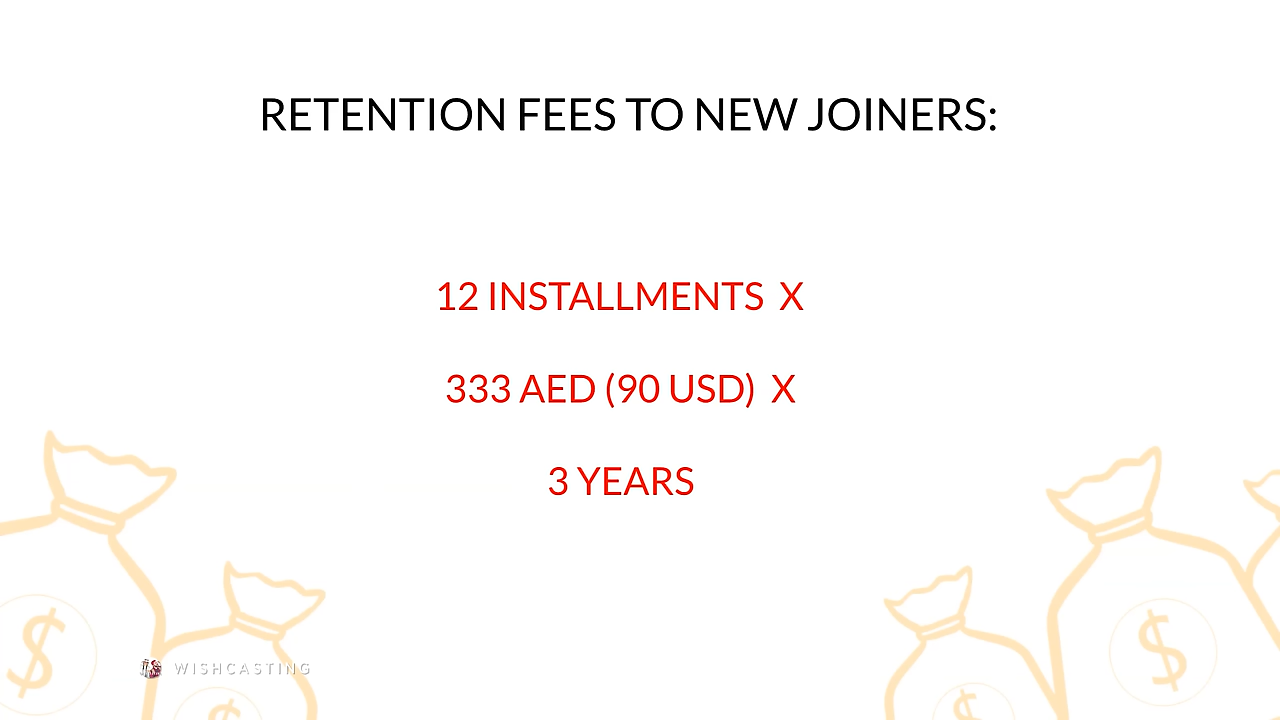 RETENTION FEES TO NEW JOINERS:
12 INSTALLMENTS X
333 AED (90 USD) X
3 YEARS
$
$
$
$
WISHCASTING